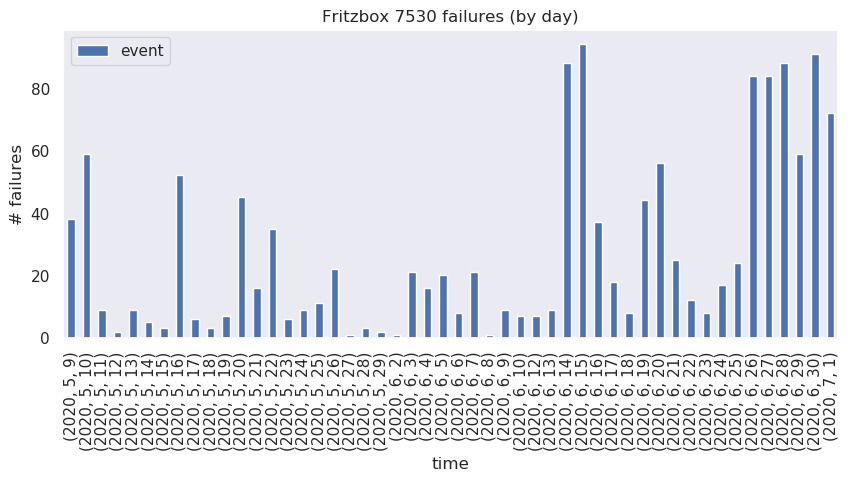 Fritzbox 7530 failures (by day)
event
# failures
80
60
40
20
0
(2020, 5, 9)
(2020, 5, 10)
(2020, 5, 11)
(2020, 5, 12)
(2020, 5, 13)
(2020, 5, 14)
(2020, 5, 15)
(2020, 5, 16)
(2020, 5, 17)
(2020, 5, 18)
(2020, 5, 19)
(2020, 5, 20)
(2020, 5, 21)
(2020, 5, 22)
(2020, 5, 23)
(2020, 5, 24)
(2020, 5, 25)
(2020, 5, 26)
(2020, 5, 27)
(2020, 5, 28)
(2020, 5, 29)
(2020, 6, 2)
(2020, 6, 3)
(2020, 6, 4)
(2020, 6, 5)
(2020, 6, 6)
(2020, 6, 7)
(2020, 6, 8)
(2020, 6, 9)
(2020, 6, 10)
(2020, 6, 12)
(2020, 6, 13)
(2020, 6, 14)
(2020, 6, 15)
(2020, 6, 16)
(2020, 6, 17)
(2020, 6, 18)
(2020, 6, 19)
(2020, 6, 20)
(2020, 6, 21)
(2020, 6, 22)
(2020, 6, 23)
(2020, 6, 24)
(2020, 6, 25)
(2020, 6, 26)
(2020, 6, 27)
(2020, 6, 28)
(2020, 6, 29)
(2020, 6, 30)
(2020, 7, 1)
time